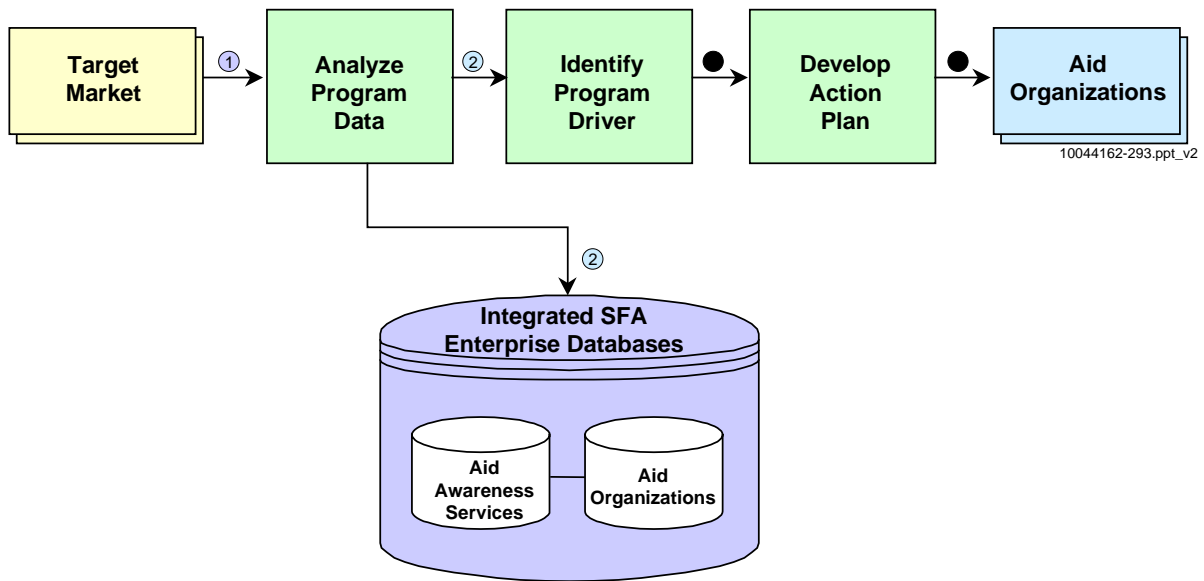 Target
Market
1
Analyze
Program
Data
2
Identify
Program
Driver
Develop
Action
Plan
Aid
Organizations
10044162-293.ppt_v2
2
Integrated SFA
Enterprise Databases
Aid
Awareness
Services
Aid
Organizations